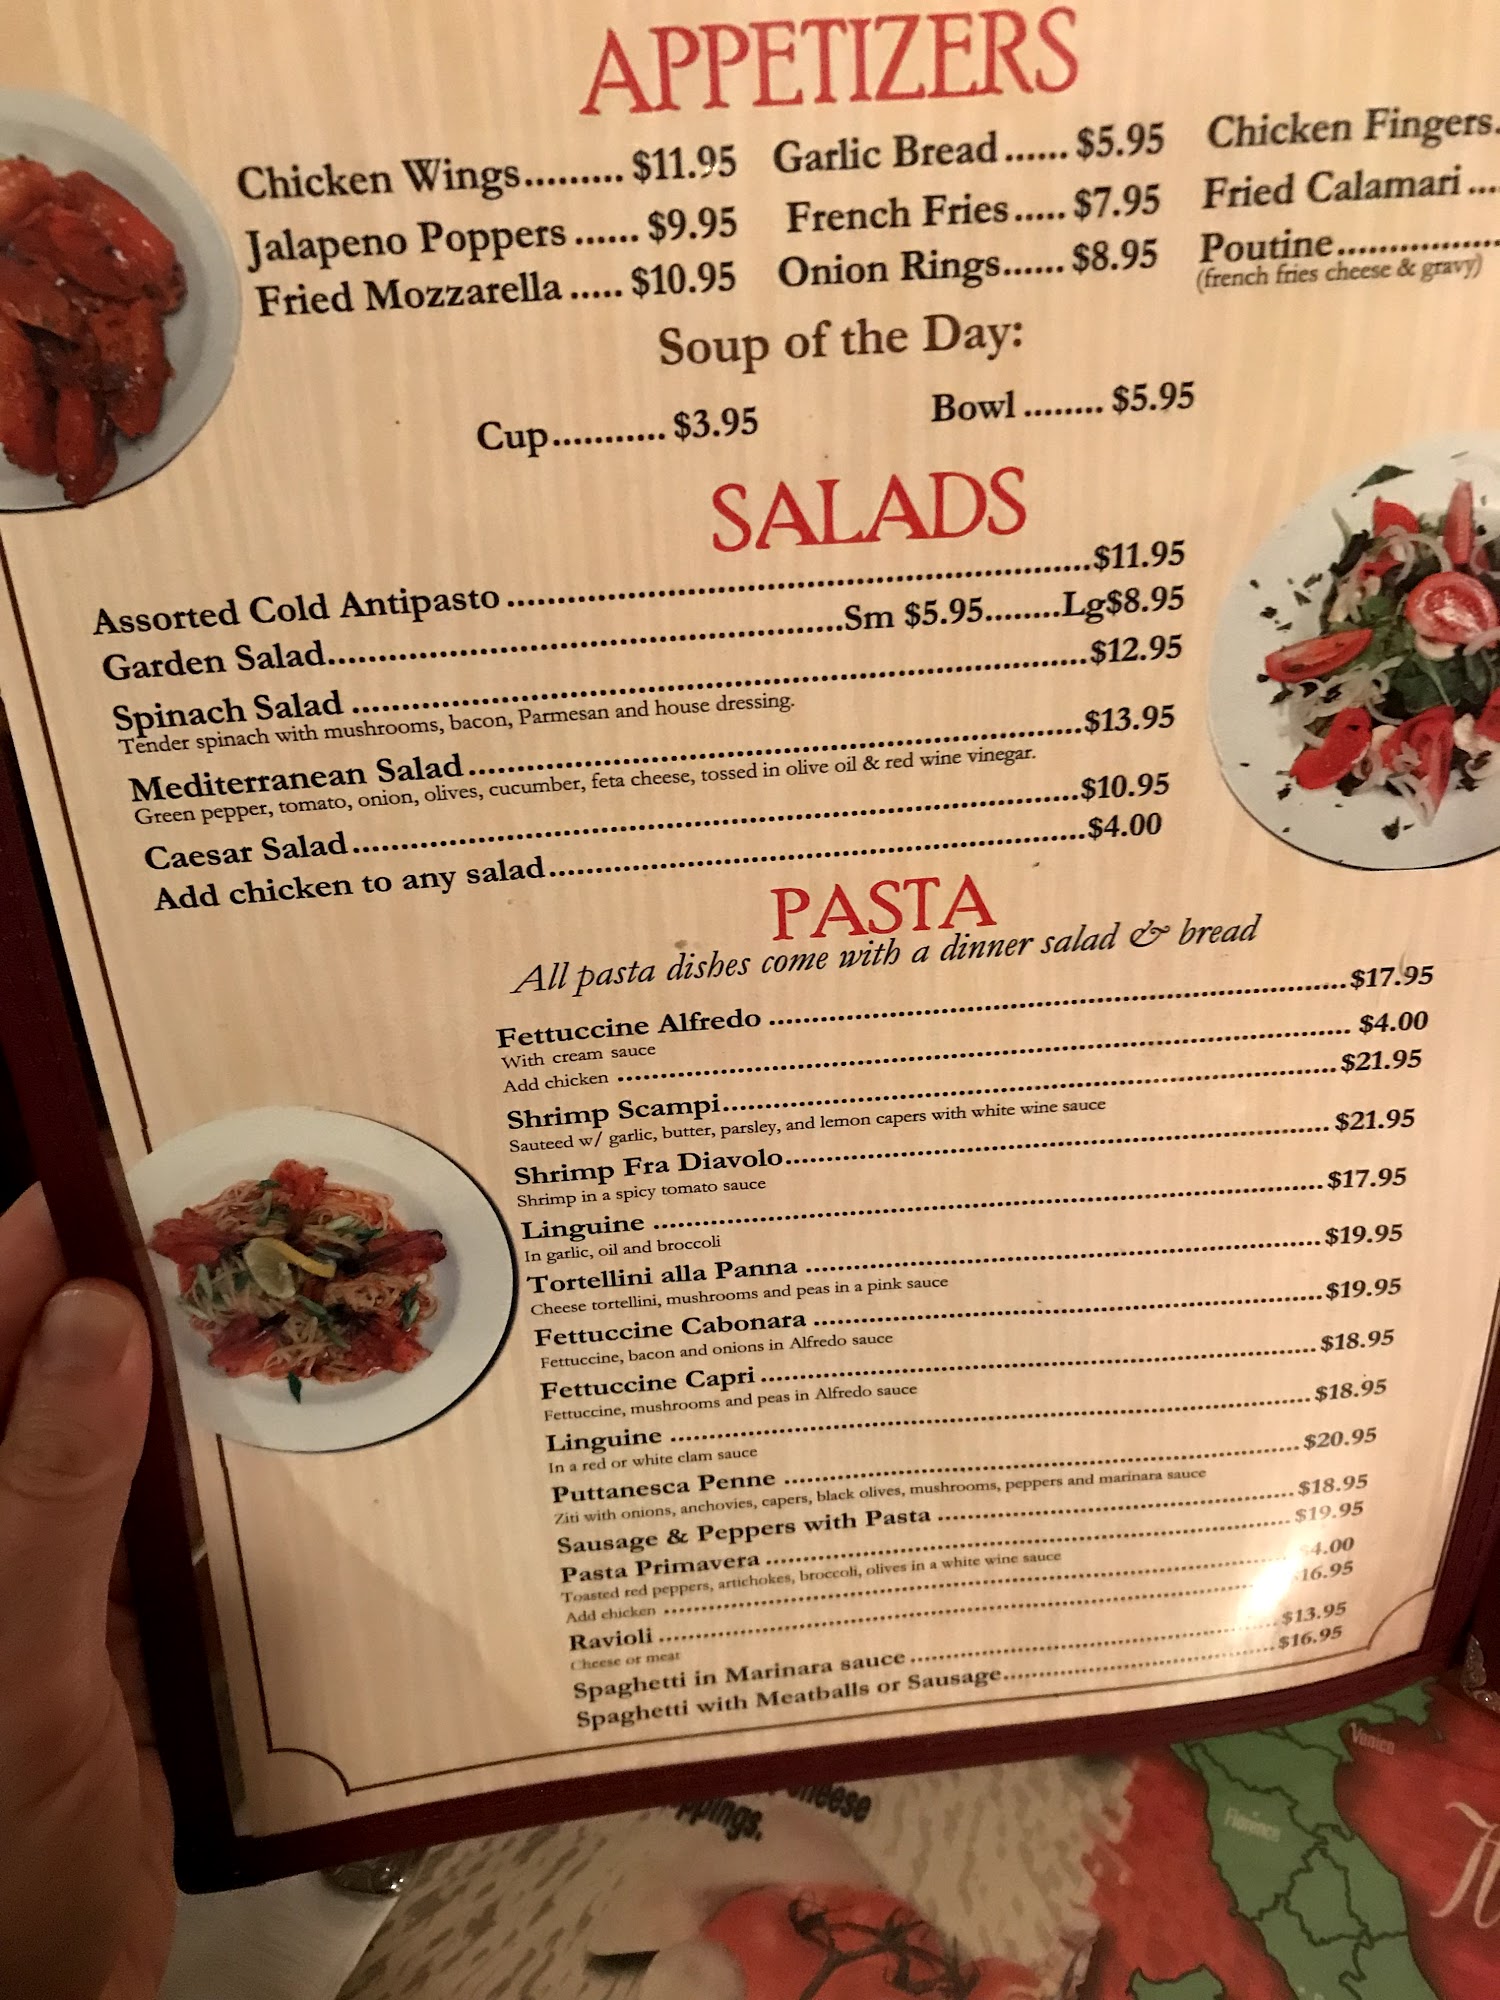 APPETIZERS
Chicken Wings......... $11.95 Garlic Bread ...... $5.95 Chicken Fingers.
Jalapeno Poppers ...... $9.95 French Fries ..... $7.95 Fried Calamari ....
Fried Mozzarella ..... $10.95 Onion Rings...... $8.95 Poutine................
(french fries cheese & gravy)
Soup of the Day:
Cup........... $3.95 Bowl ........ $5.95
SALADS
Assorted Cold Antipasto ........................ $11.95
Garden Salad........................ Sm $5.95........Lg$8.95
Spinach Salad ........................ $12.95
Tender spinach with mushrooms, bacon, Parmesan and house dressing.
Mediterranean Salad ........................ $13.95
Green pepper, tomato, onion, olives, cucumber, feta cheese, tossed in olive oil & red wine vinegar.
Caesar Salad ........................ $10.95
Add chicken to any salad ........................ $4.00
PASTA
All pasta dishes come with a dinner salad & bread
Fettuccine Alfredo ........................ $17.95
With cream sauce
Add chicken ........................ $4.00
Shrimp Scampi ........................ $21.95
Sauteed w/ garlic, butter, parsley, and lemon capers with white wine sauce
Shrimp Fra Diavolo ........................ $21.95
Shrimp in a spicy tomato sauce
Linguine ........................ $17.95
In garlic, oil and broccoli
Tortellini alla Panna ........................ $19.95
Cheese tortellini, mushrooms and peas in a pink sauce
Fettuccine Cabonara ........................ $19.95
Fettuccine, bacon and onions in Alfredo sauce
Fettuccine Capri ........................ $18.95
Fettuccine, mushrooms and peas in Alfredo sauce
Linguine ........................ $18.95
In a red or white clam sauce
Puttanesca Penne ........................ $20.95
Ziti with onions, anchovies, capers, black olives, mushrooms, peppers and marinara sauce
Sausage & Peppers with Pasta ........................ $18.95
Pasta Primavera ........................ $19.95
Toasted red peppers, artichokes, broccoli, olives in a white wine sauce
Add chicken ........................ $4.00
Ravioli ........................ $16.95
Cheese or meat
Spaghetti in Marinara sauce ........................ $13.95
Spaghetti with Meatballs or Sausage ........................ $16.95
Venice
cheese
Florence